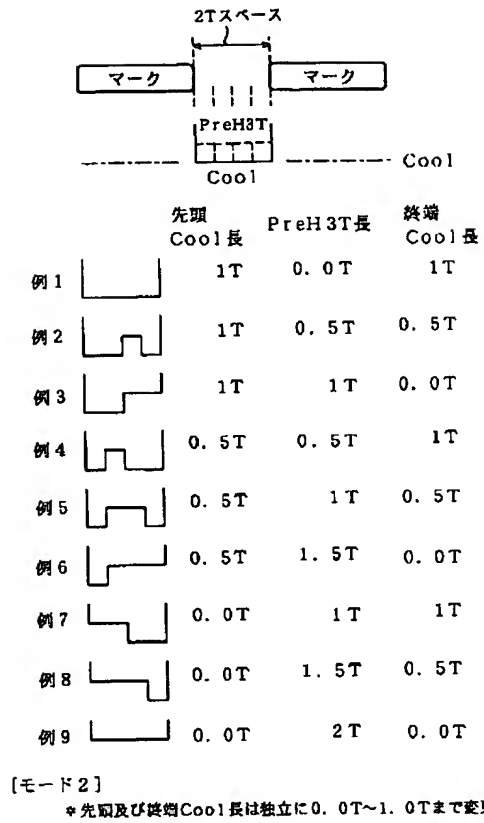 2Tスペース
マーク マーク
PreH3T
Cool
Cool
先頭 Cool長 PreH3T長 終端 Cool長
例1 1T 0.0T 1T
例2 1T 0.5T 0.5T
例3 1T 1T 0.0T
例4 0.5T 0.5T 1T
例5 0.5T 1T 0.5T
例6 0.5T 1.5T 0.0T
例7 0.0T 1T 1T
例8 0.0T 1.5T 0.5T
例9 0.0T 2T 0.0T
[モード2]
*先頭及び終端Cool長は独立に0.0T~1.0Tまで変更